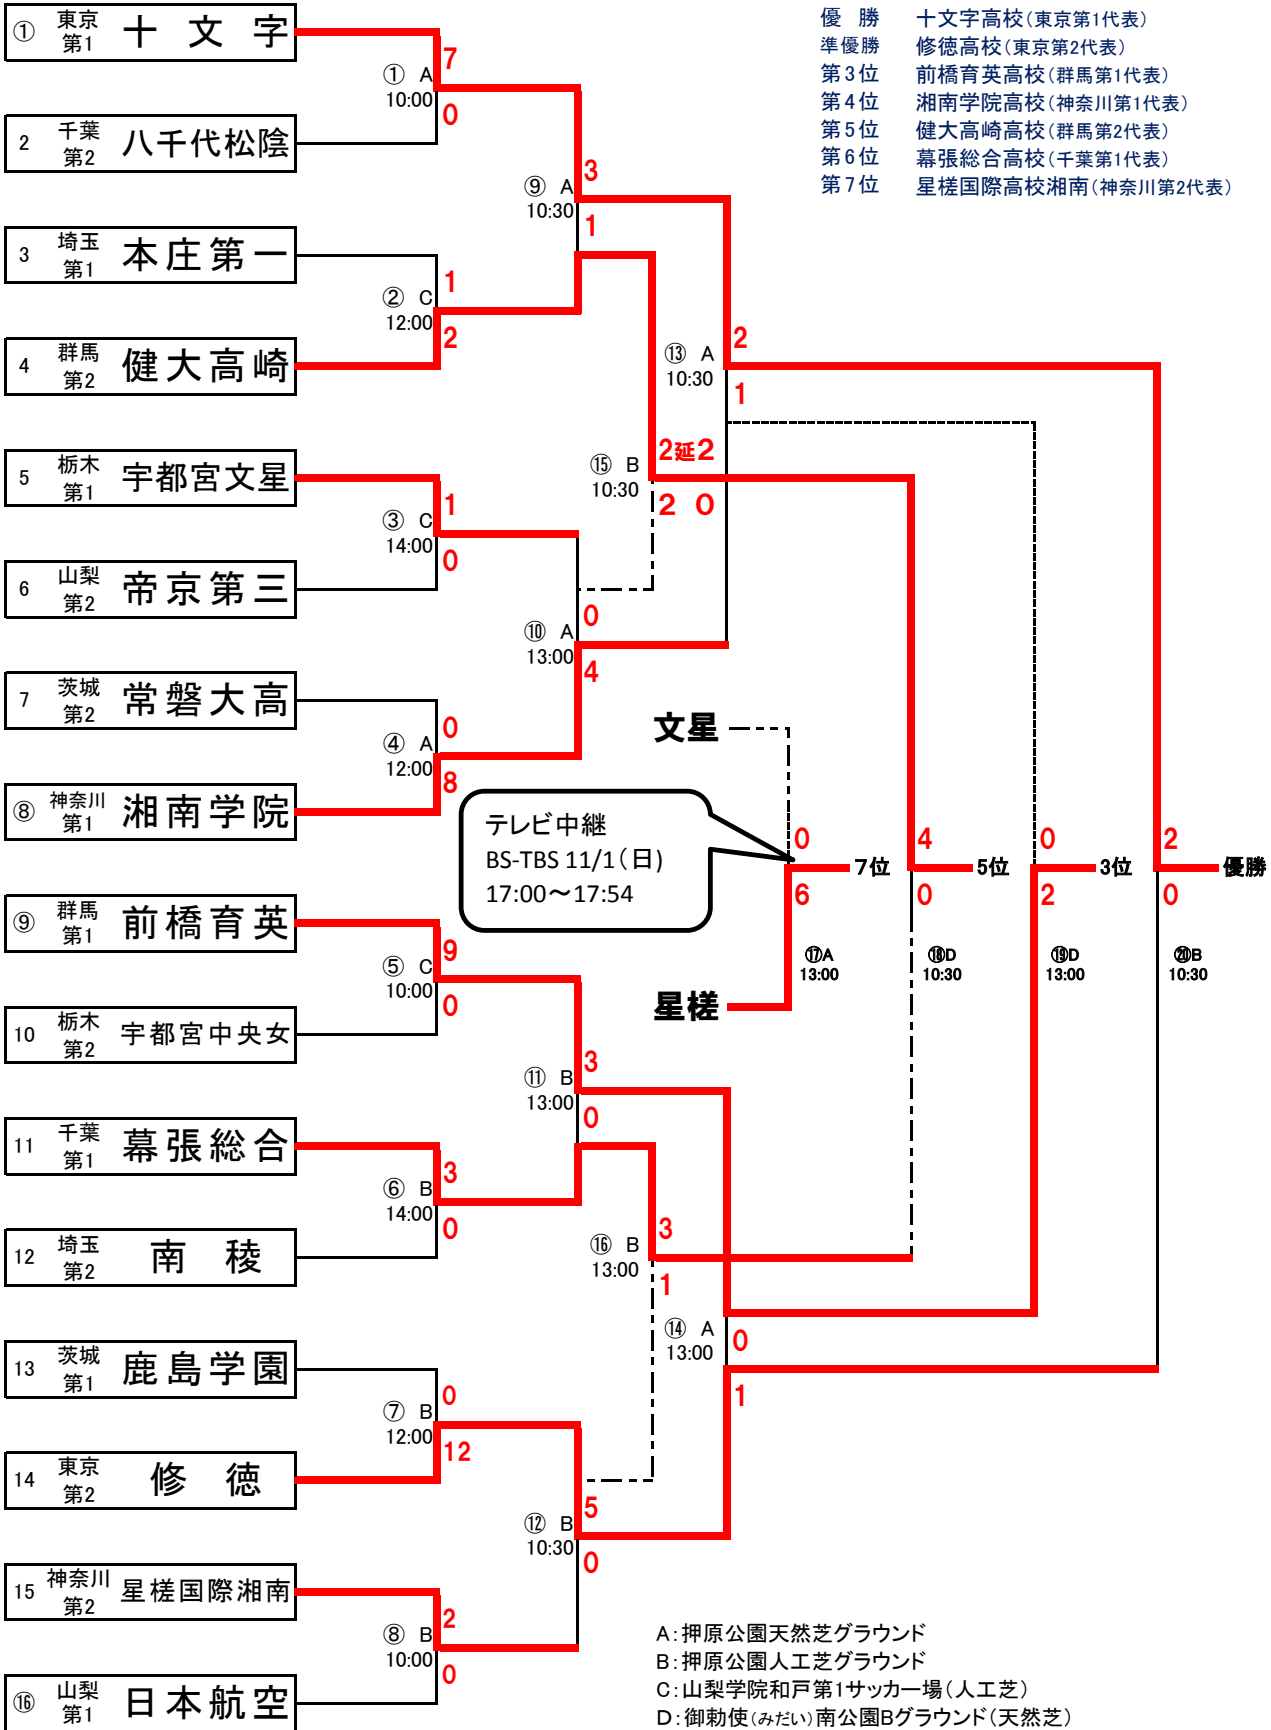 ① 東京第1 十文字
2 千葉第2 八千代松陰
3 埼玉第1 本庄第一
4 群馬第2 健大高崎
5 栃木第1 宇都宮文星
6 山梨第2 帝京第三
7 茨城第2 常磐大高
⑧ 神奈川第1 湘南学院
⑨ 群馬第1 前橋育英
10 栃木第2 宇都宮中央女
11 千葉第1 幕張総合
12 埼玉第2 南稜
13 茨城第1 鹿島学園
14 東京第2 修徳
15 神奈川第2 星槎国際湘南
⑯ 山梨第1 日本航空
① A
10:00
7
0
② C
12:00
1
2
③ C
14:00
1
0
④ A
12:00
0
8
⑤ C
10:00
9
0
⑥ B
14:00
3
0
⑦ B
12:00
0
12
⑧ B
10:00
2
0
⑨ A
10:30
3
1
⑩ A
13:00
0
4
⑪ B
13:00
3
0
⑫ B
10:30
5
0
⑬ A
10:30
2
1
⑭ A
13:00
0
1
⑮ B
10:30
2延2
2 0
⑯ B
13:00
3
1
文星
星槎
0
6
7位
⑰A
13:00
4
0
5位
⑱D
10:30
0
2
3位
⑲D
13:00
2
0
優勝
⑳B
10:30
テレビ中継
BS-TBS 11/1(日)
17:00～17:54
優勝 十文字高校(東京第1代表)
準優勝 修徳高校(東京第2代表)
第3位 前橋育英高校(群馬第1代表)
第4位 湘南学院高校(神奈川第1代表)
第5位 健大高崎高校(群馬第2代表)
第6位 幕張総合高校(千葉第1代表)
第7位 星槎国際高校湘南(神奈川第2代表)
A:押原公園天然芝グラウンド
B:押原公園人工芝グラウンド
C:山梨学院和戸第1サッカー場(人工芝)
D:御勅使(みだい)南公園Bグラウンド(天然芝)